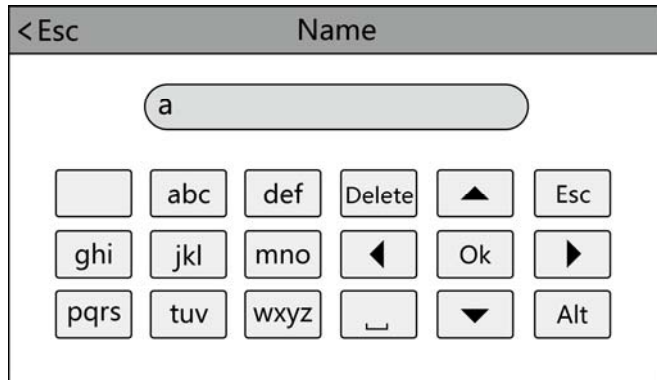 < Esc Name
a
abc def Delete ▲ Esc
ghi jkl mno ◀ Ok ▶
pqrs tuv wxyz ⎵ ▼ Alt